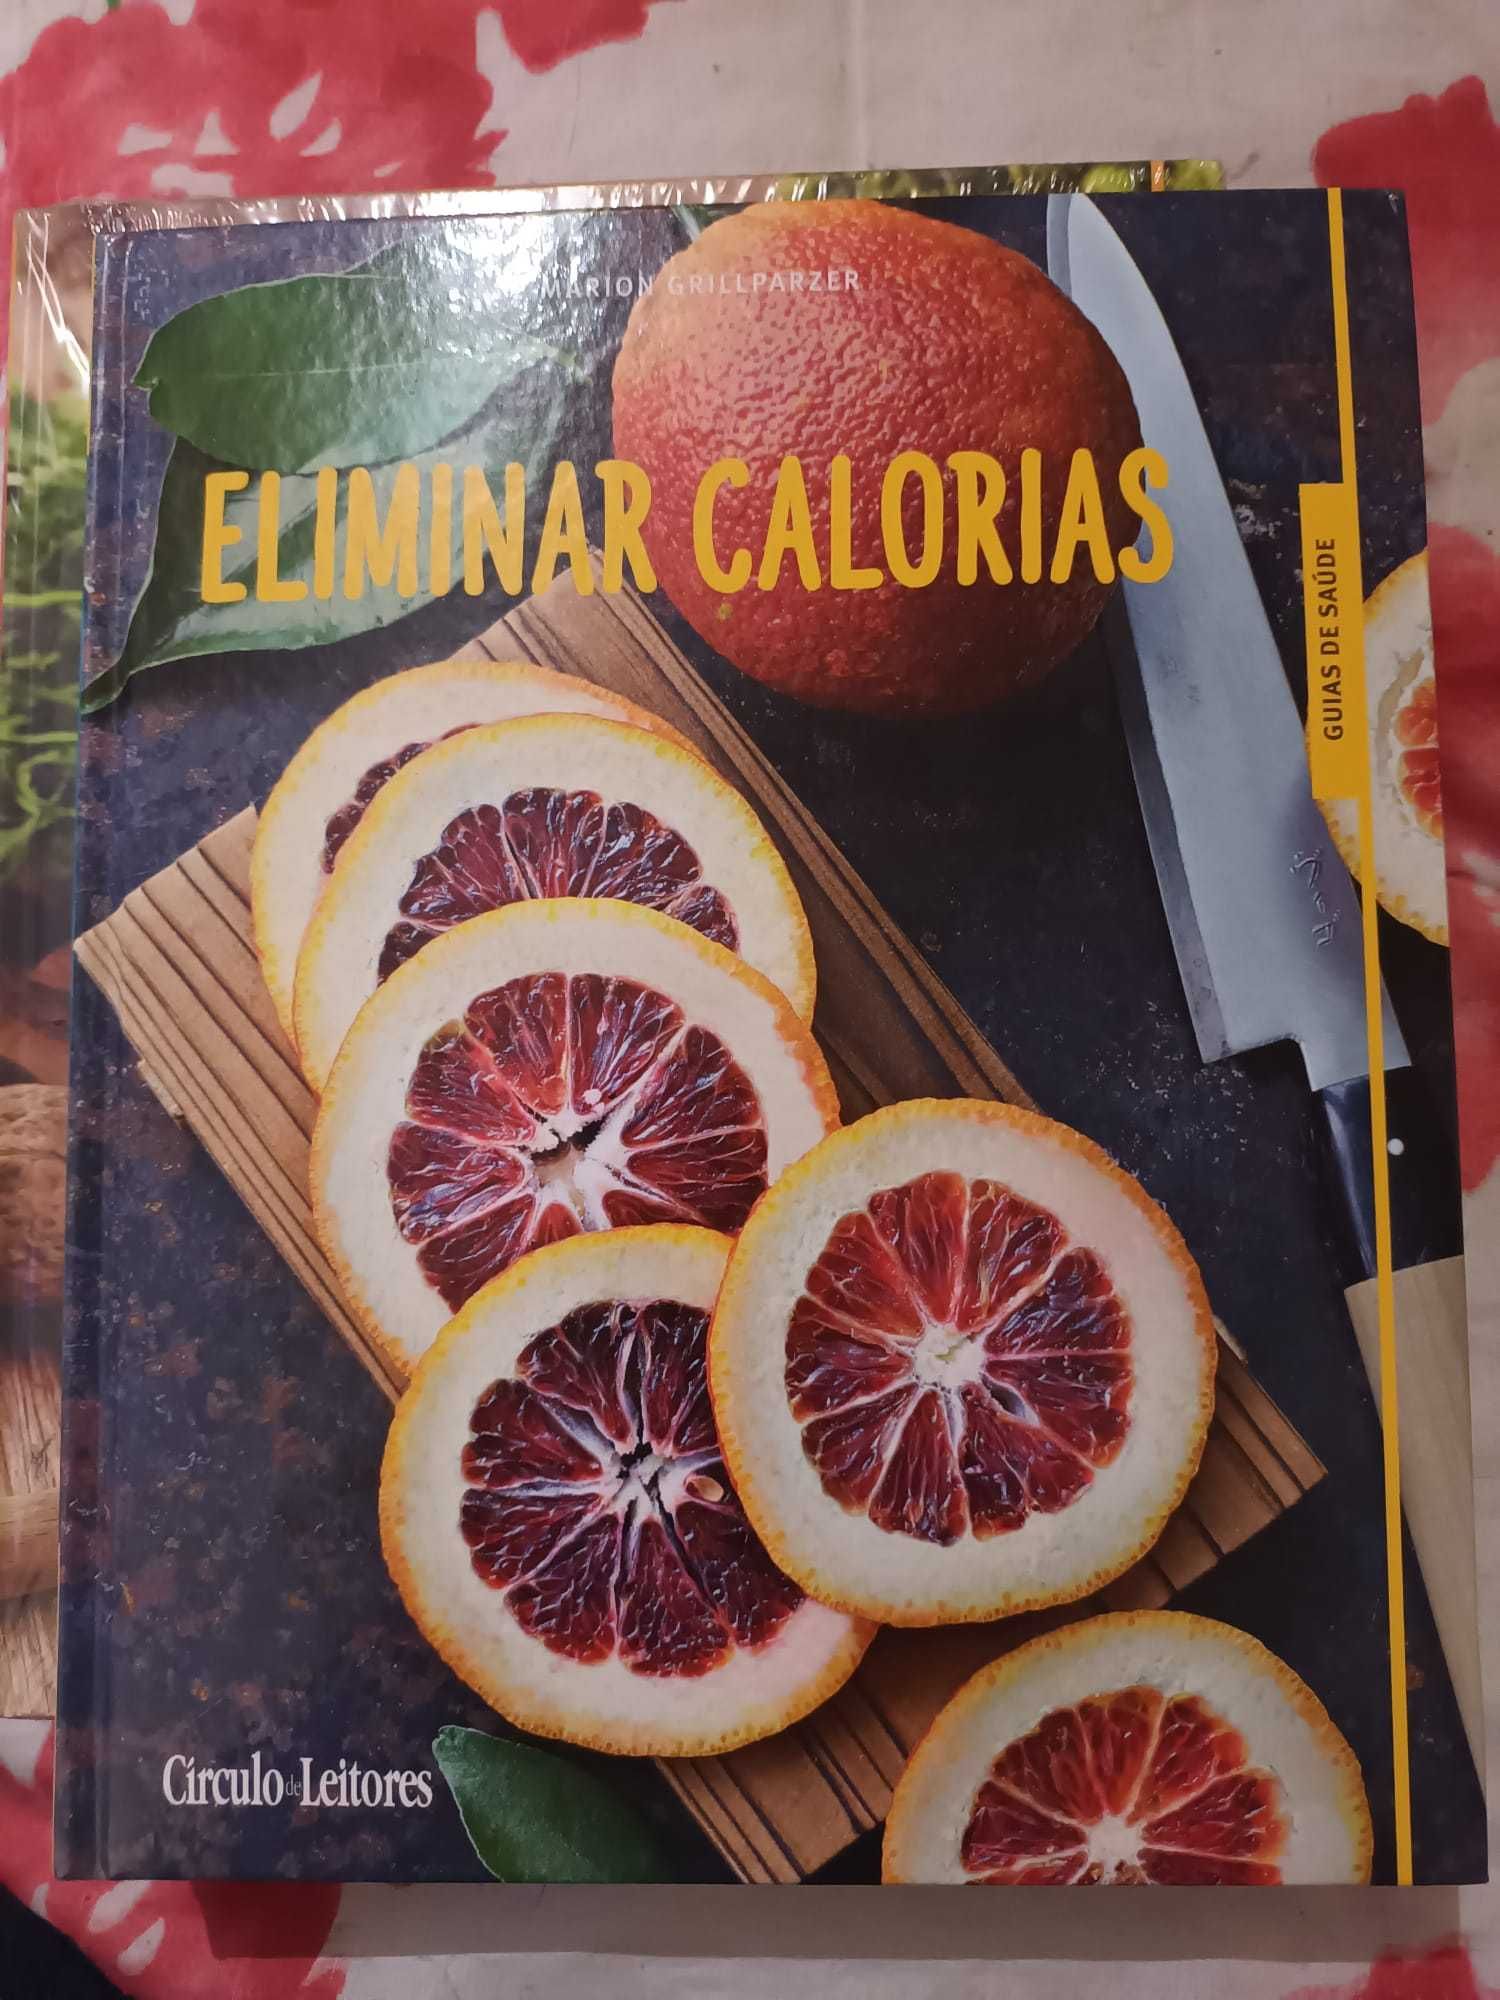 MARION GRILLPARZER
ELIMINAR CALORIAS
GUIAS DE SAÚDE
Círculo de Leitores